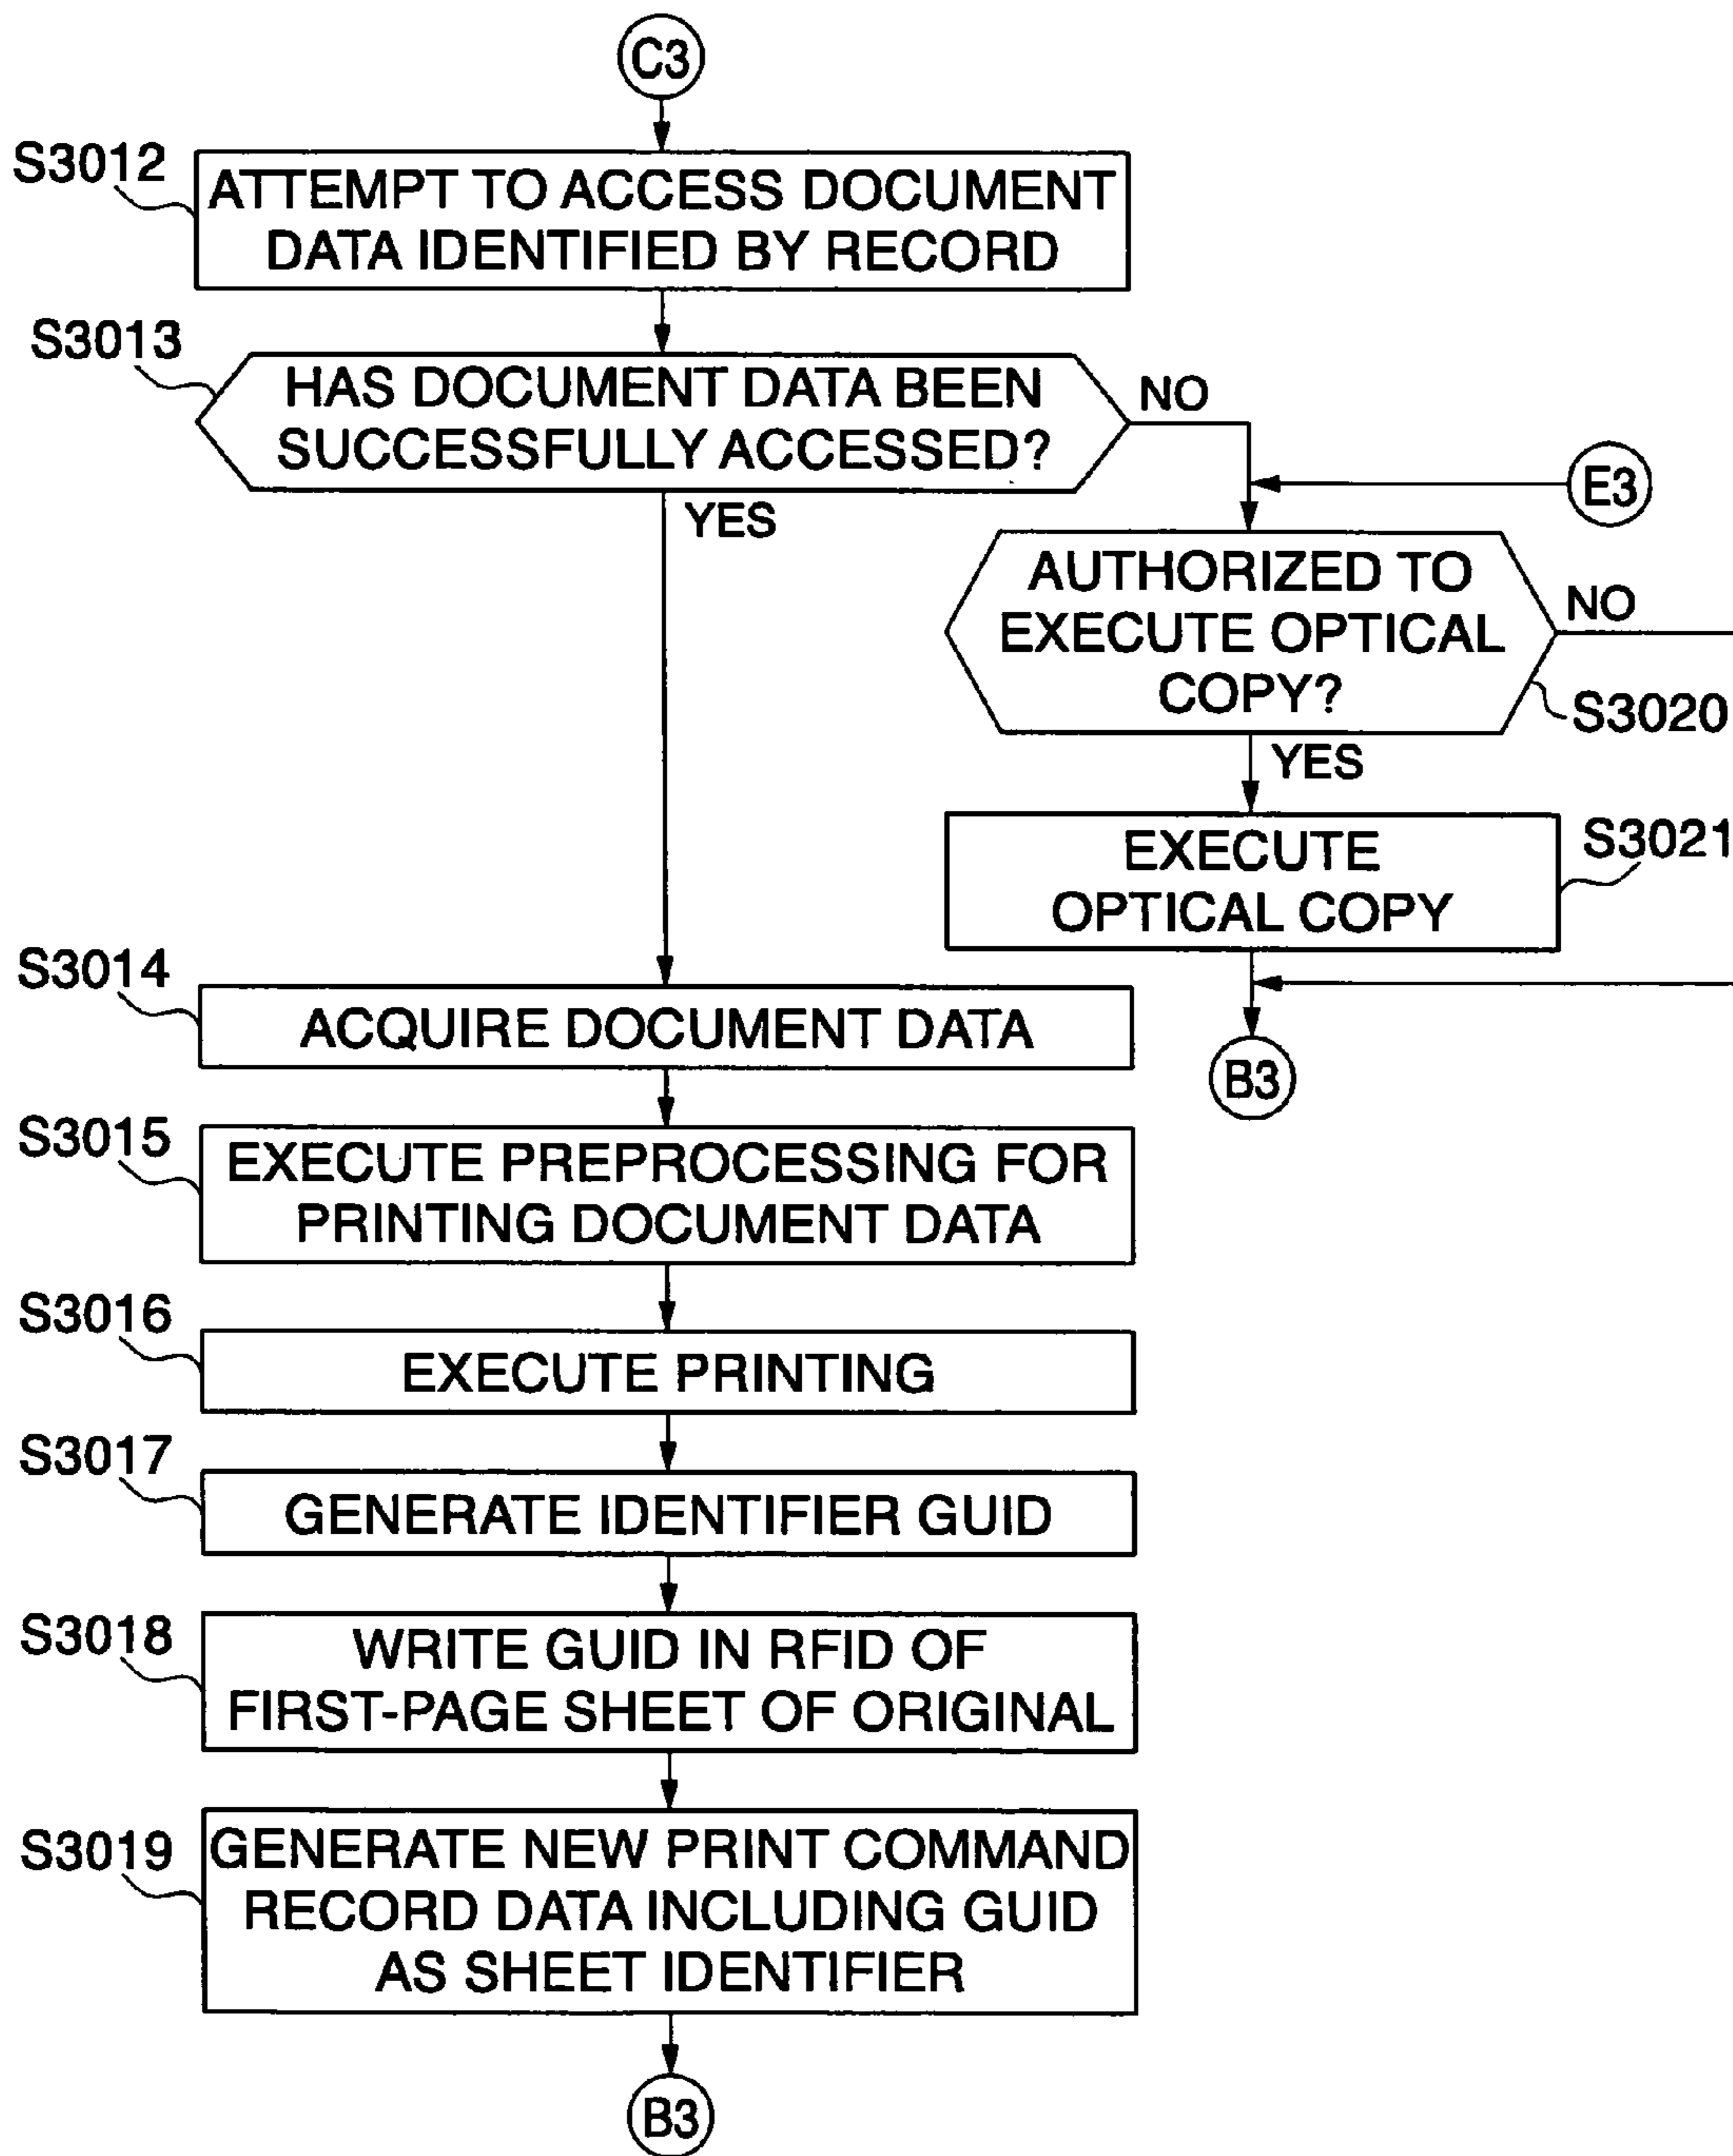 C3
S3012
ATTEMPT TO ACCESS DOCUMENT
DATA IDENTIFIED BY RECORD
S3013
HAS DOCUMENT DATA BEEN
SUCCESSFULLY ACCESSED?
NO
YES
E3
AUTHORIZED TO
EXECUTE OPTICAL
COPY?
NO
S3020
YES
EXECUTE
OPTICAL COPY
S3021
B3
S3014
ACQUIRE DOCUMENT DATA
S3015
EXECUTE PREPROCESSING FOR
PRINTING DOCUMENT DATA
S3016
EXECUTE PRINTING
S3017
GENERATE IDENTIFIER GUID
S3018
WRITE GUID IN RFID OF
FIRST-PAGE SHEET OF ORIGINAL
S3019
GENERATE NEW PRINT COMMAND
RECORD DATA INCLUDING GUID
AS SHEET IDENTIFIER
B3